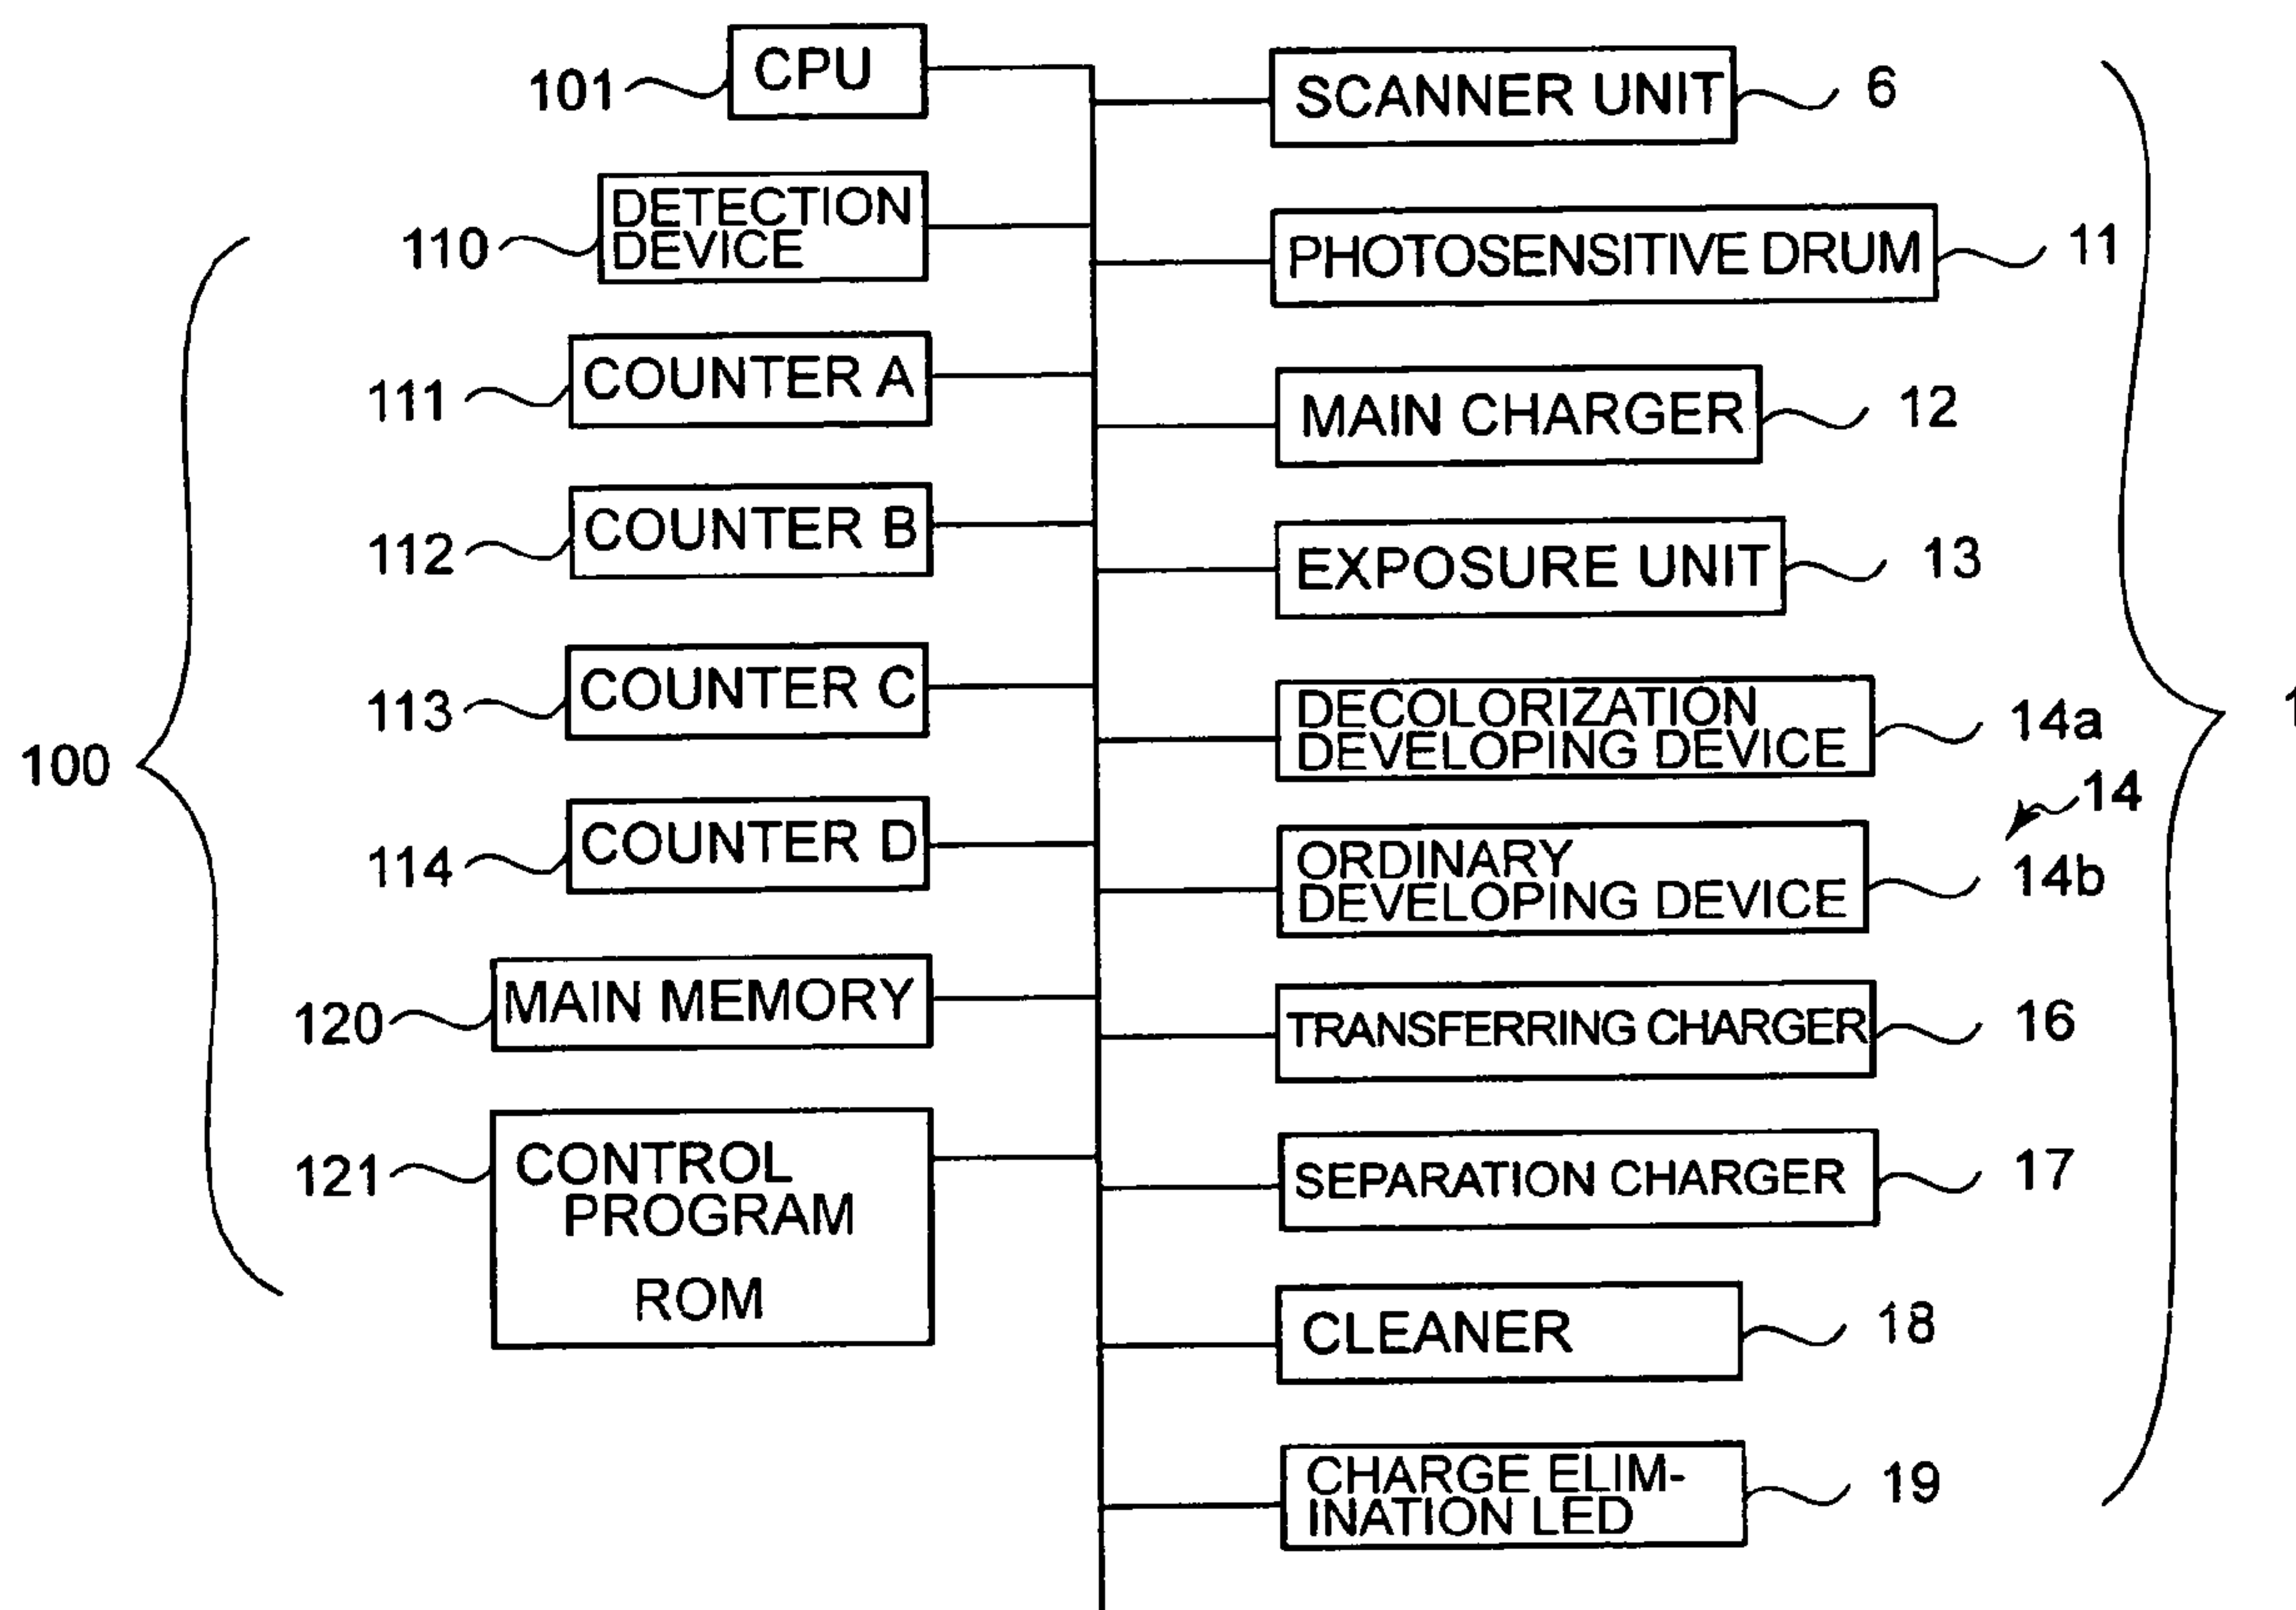 100
101
CPU
110
DETECTION
DEVICE
111
COUNTER A
112
COUNTER B
113
COUNTER C
114
COUNTER D
120
MAIN MEMORY
121
CONTROL
PROGRAM
ROM
SCANNER UNIT
6
PHOTOSENSITIVE DRUM
11
MAIN CHARGER
12
EXPOSURE UNIT
13
DECOLORIZATION
DEVELOPING DEVICE
14a
14
ORDINARY
DEVELOPING DEVICE
14b
TRANSFERRING CHARGER
16
SEPARATION CHARGER
17
CLEANER
18
CHARGE ELIM-
INATION LED
19